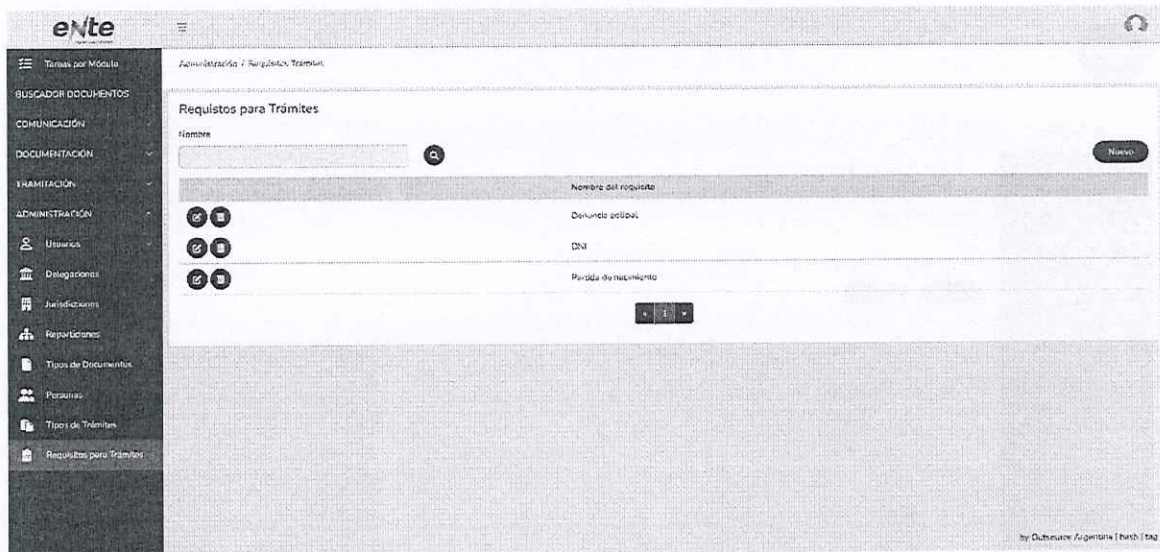 ente
Tareas por Módulo
BUSCADOR DOCUMENTOS
COMUNICACIÓN
DOCUMENTACIÓN
TRAMITACIÓN
ADMINISTRACIÓN
Usuarios
Delegaciones
Jurisdicciones
Reparticiones
Tipos de Documentos
Personas
Tipos de Trámites
Requisitos para Trámites
Administración / Requisitos Trámites
Requistos para Trámites
Nombre
Nuevo
Nombre del requisito
Denuncia policial
DNI
Partida de nacimiento
1
by Outsource Argentina | hash | tag